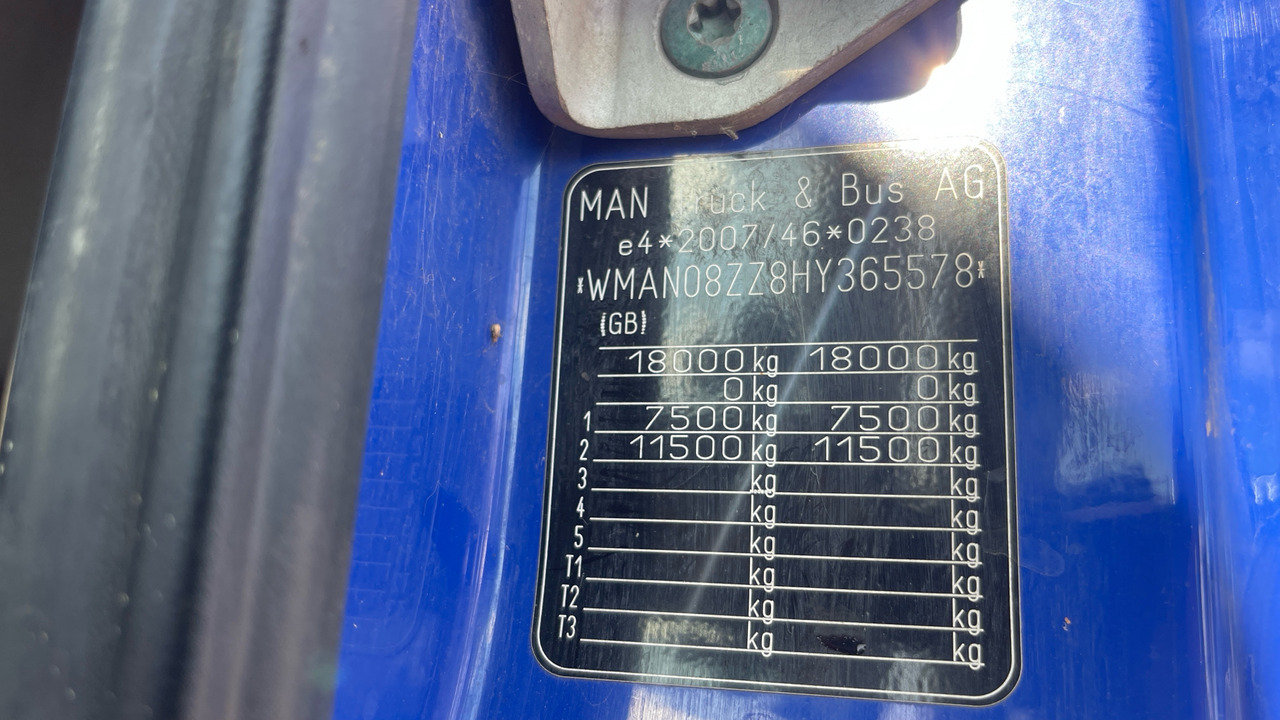 MAN Truck & Bus AG
e4*2007/46*0238
*WMAN08ZZ8HY365578*
(GB)
18000 kg 18000 kg
0 kg 0 kg
1 7500 kg 7500 kg
2 11500 kg 11500 kg
3 kg kg
4 kg kg
5 kg kg
T1 kg kg
T2 kg kg
T3 kg kg